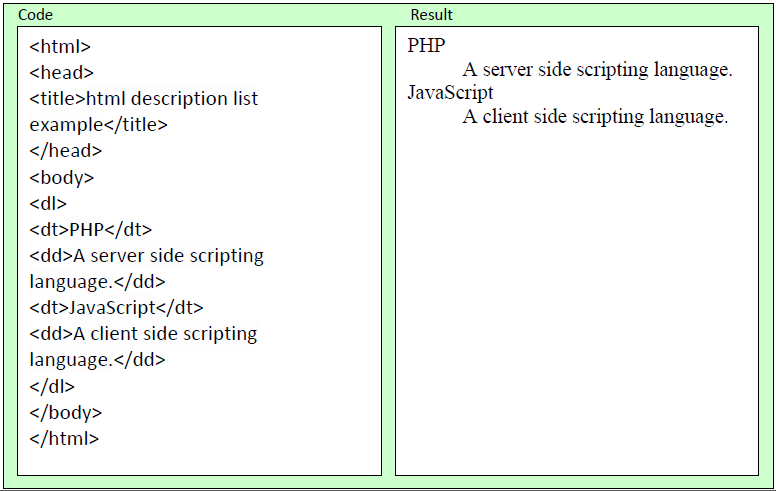 Code
<html>
<head>
<title>html description list
example</title>
</head>
<body>
<dl>
<dt>PHP</dt>
<dd>A server side scripting
language.</dd>
<dt>JavaScript</dt>
<dd>A client side scripting
language.</dd>
</dl>
</body>
</html>
Result
PHP
A server side scripting language.
JavaScript
A client side scripting language.